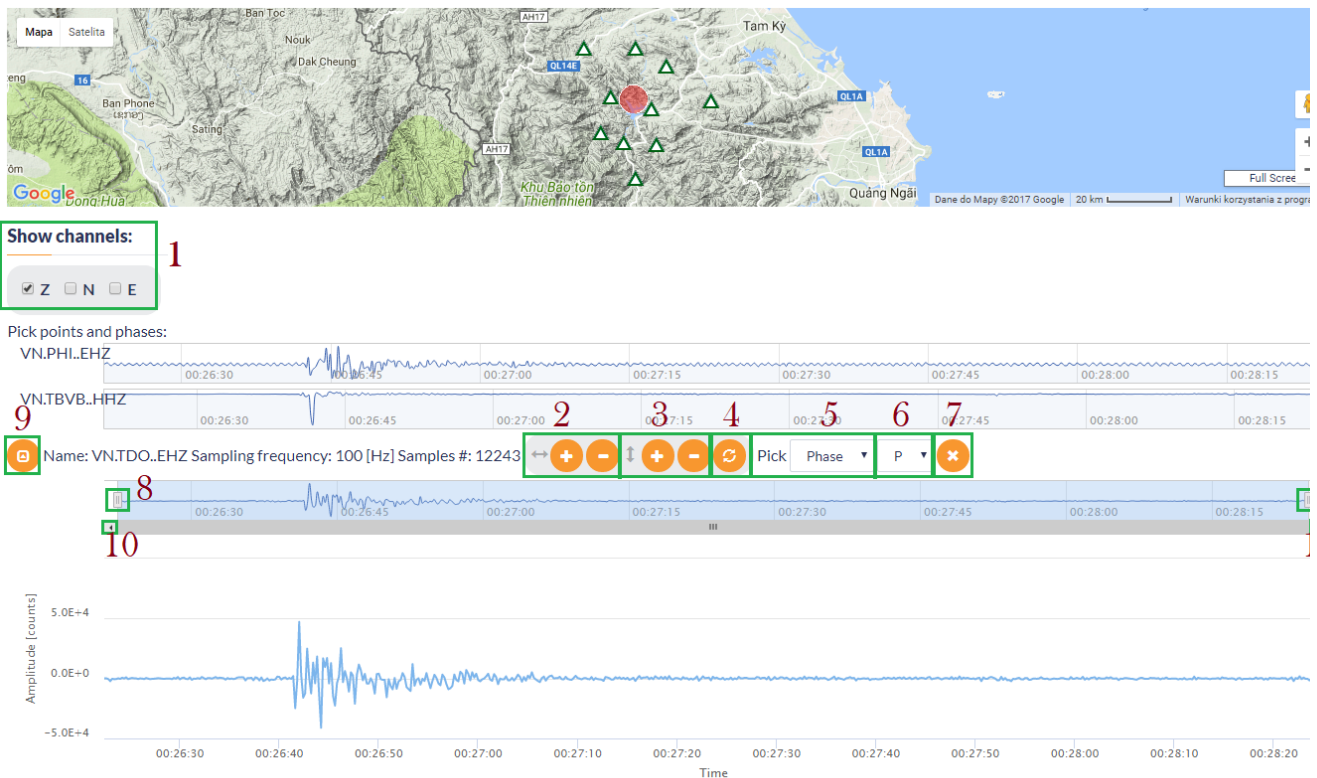 Mapa Satelita
Ban Toc
Nouk
Dak Cheung
16
Ban Phone
Sating
AH17
QL14E
Tam Kỳ
QL1A
AH17
QL1A
Khu Bảo tồn
Thiên nhiên
Quảng Ngãi
Google
Dong Hua
Full Scree
Dane do Mapy ©2017 Google 20 km Warunki korzystania z progra
Show channels:
1
Z N E
Pick points and phases:
VN.PHI..EHZ
00:26:30 00:26:45 00:27:00 00:27:15 00:27:30 00:27:45 00:28:00 00:28:15
VN.TBVB..HHZ
00:26:30 00:26:45 00:27:00 00:27:15 00:27:30 00:27:45 00:28:00 00:28:15
9 2 3 4 5 6 7
Name: VN.TDO..EHZ Sampling frequency: 100 [Hz] Samples #: 12243 Pick Phase P
8
00:26:30 00:26:45 00:27:00 00:27:15 00:27:30 00:27:45 00:28:00 00:28:15
10
Amplitude [counts]
5.0E+4
0.0E+0
−5.0E+4
00:26:30 00:26:40 00:26:50 00:27:00 00:27:10 00:27:20 00:27:30 00:27:40 00:27:50 00:28:00 00:28:10 00:28:20
Time